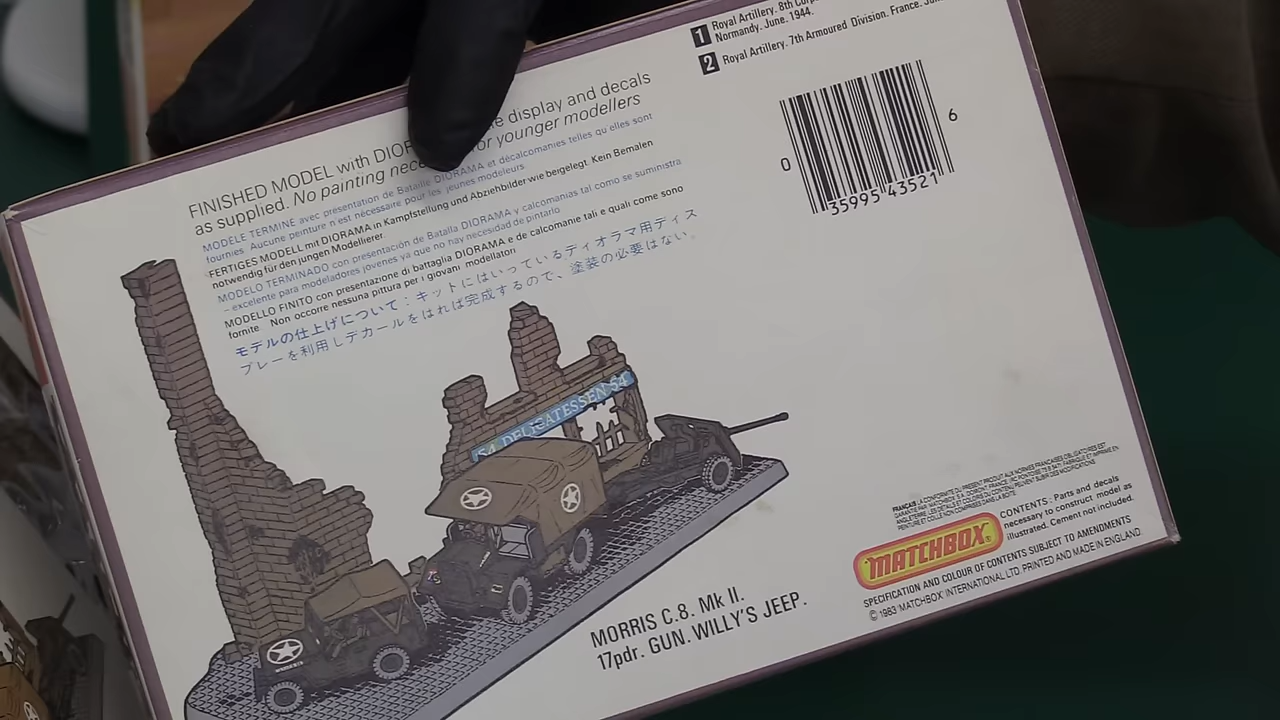 1 Royal Artillery. 8th Corps
Normandy. June. 1944.
2 Royal Artillery. 7th Armoured Division. France.
0 35995 43521 6
FINISHED MODEL with display and decals
as supplied. No painting for younger modellers
MODELE TERMINE avec presentation de Bataille DIORAMA et décalcomanies telles qu'elles sont
fournies. Aucune peinture n'est nécessaire pour les jeunes modeleurs.
FERTIGES MODELL mit DIORAMA in Kampfstellung und Abziehbilder wie beigelegt. Kein Bemalen
notwendig für den jungen Modellierer.
MODELO TERMINADO con presentación de Batalla DIORAMA y calcomanias tal como se suministra
– excelente para modeladores jovenes ya que no hay necesidad de pintarlo
MODELLO FINITO con presentazione di battaglia DIORAMA e de calcomanie tali e quali come sono
fornite. Non occorre nessuna pittura per i giovani modellatori
モデルの仕上げについて：キットにはいっているディオラマ用ディス
プレーを利用しデカールをはれば完成するので、塗装の必要はない。
54 DELICATESSEN 54
MORRIS C.8. Mk II.
17pdr. GUN. WILLY'S JEEP.
CONTENTS: Parts and decals
necessary to construct model as
illustrated. Cement not included.
MATCHBOX
SPECIFICATION AND COLOUR OF CONTENTS SUBJECT TO AMENDMENTS
© 1983 'MATCHBOX' INTERNATIONAL LTD. PRINTED AND MADE IN ENGLAND